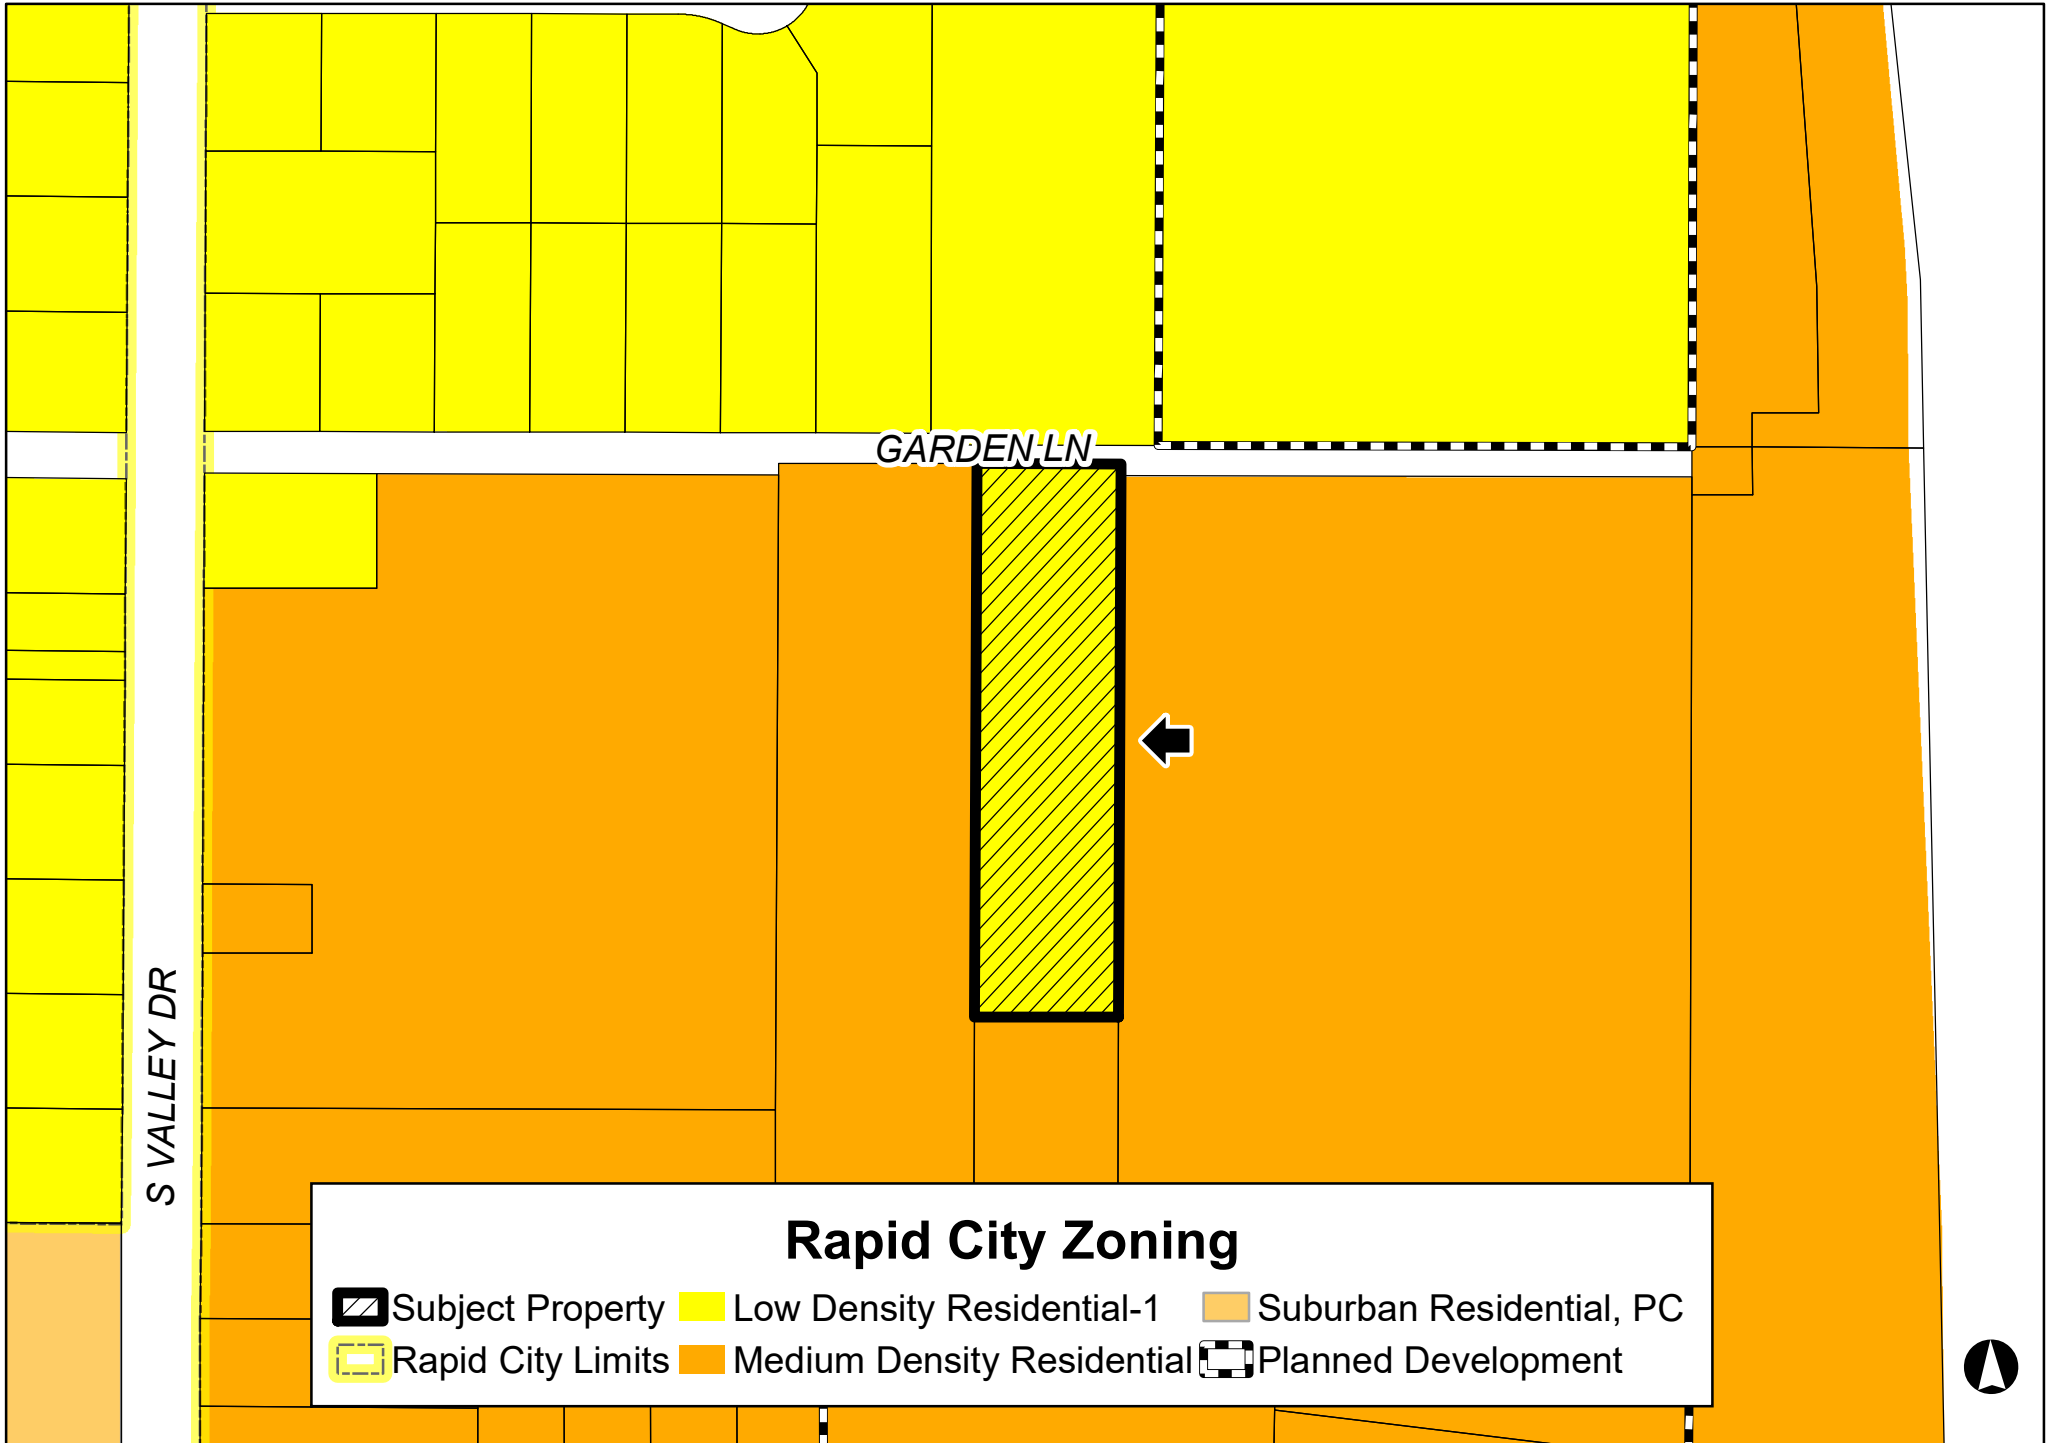 GARDEN LN
S VALLEY DR
Rapid City Zoning
Subject Property
Low Density Residential-1
Suburban Residential, PC
Rapid City Limits
Medium Density Residential
Planned Development